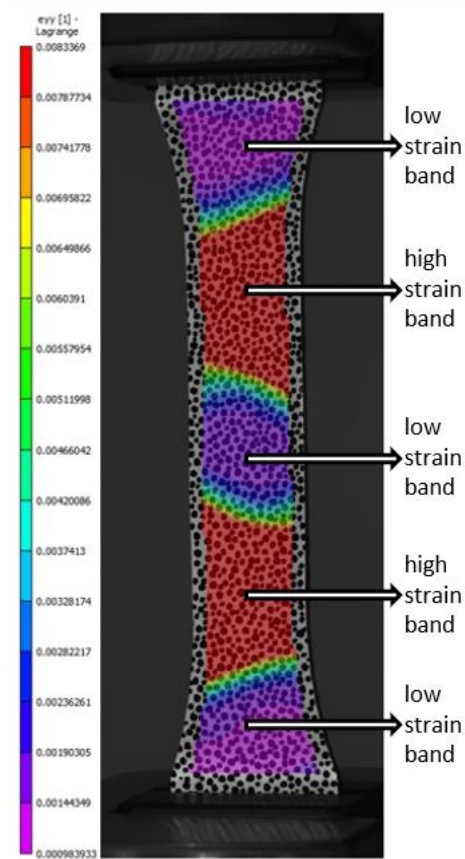 eyy [1] -
Lagrange
0.0083369
0.00787734
0.00741778
0.00695822
0.00649866
0.0060391
0.00557954
0.00511998
0.00466042
0.00420086
0.0037413
0.00328174
0.00282217
0.00236261
0.00190305
0.00144349
0.000983933
low
strain
band
high
strain
band
low
strain
band
high
strain
band
low
strain
band